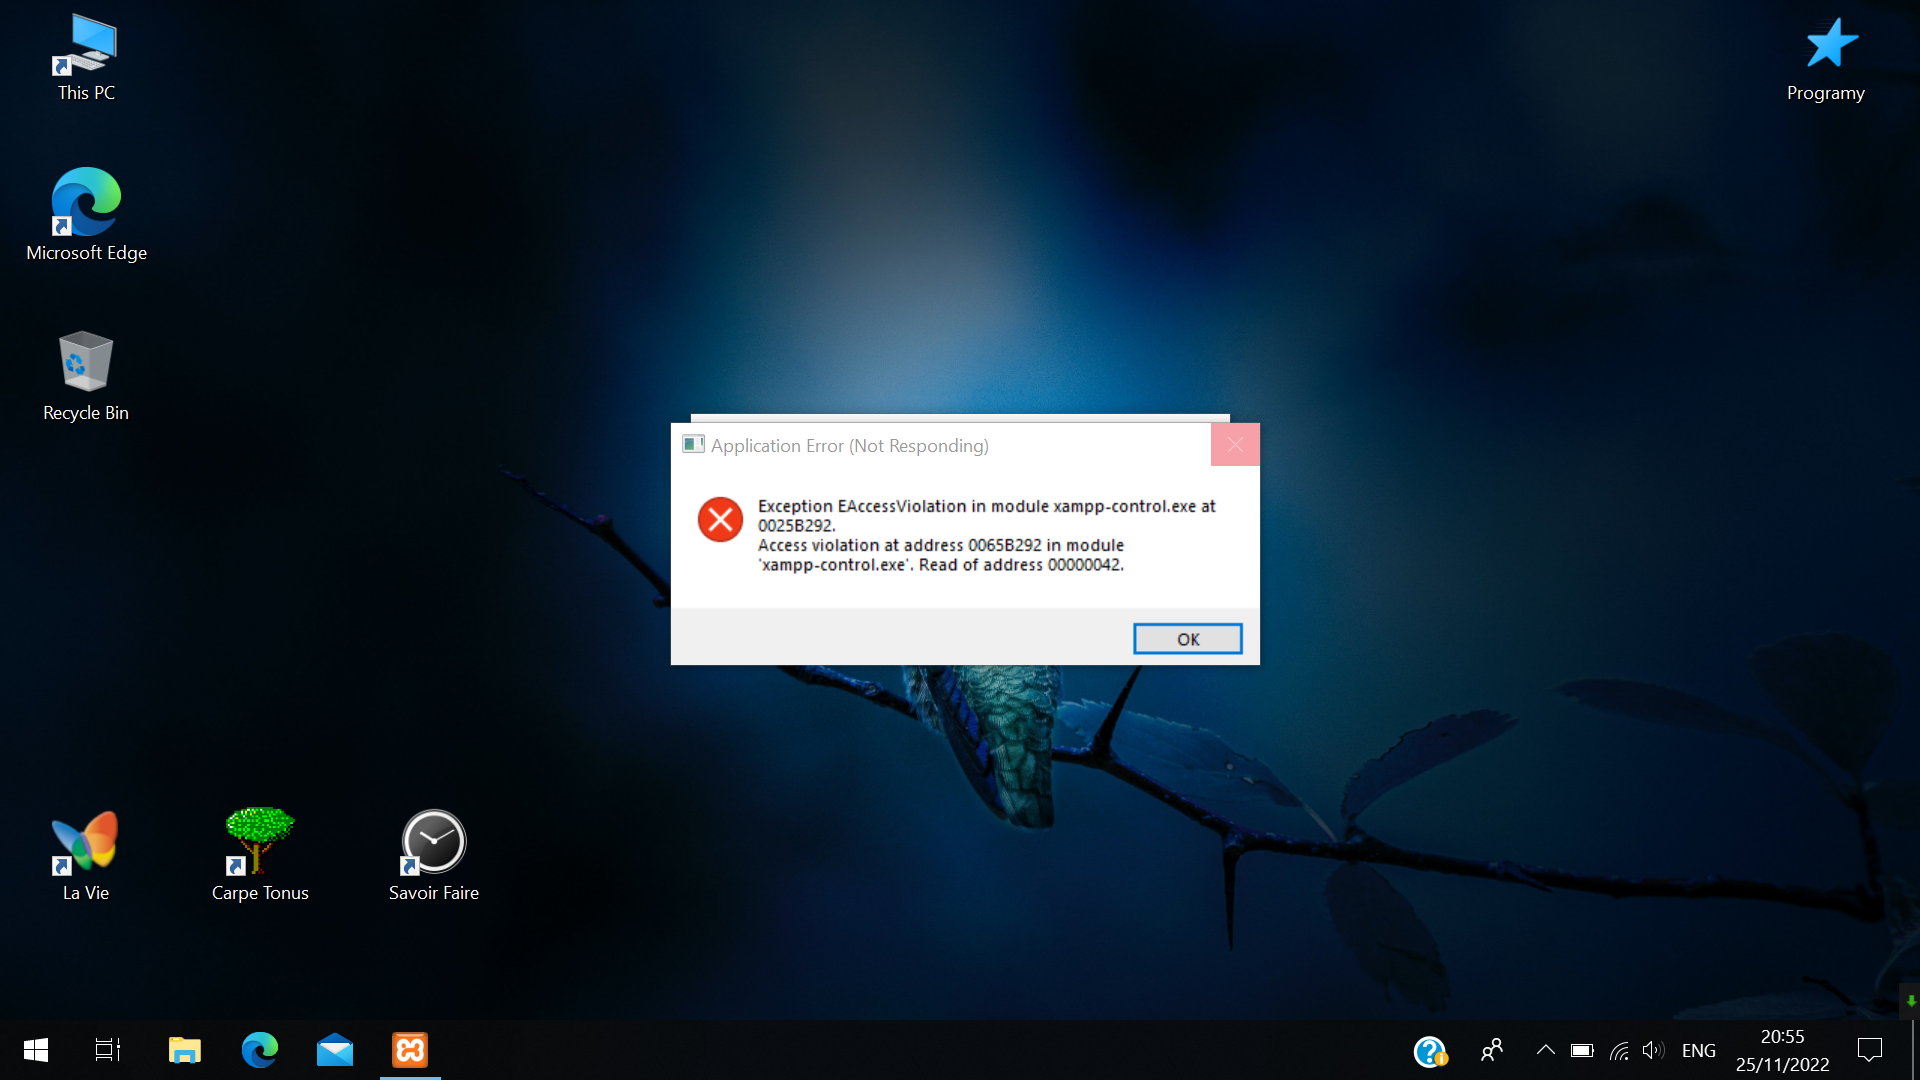 This PC
Programy
Microsoft Edge
Recycle Bin
Application Error (Not Responding)
Exception EAccessViolation in module xampp-control.exe at
0025B292.
Access violation at address 0065B292 in module
'xampp-control.exe'. Read of address 00000042.
OK
La Vie
Carpe Tonus
Savoir Faire
ENG
20:55
25/11/2022